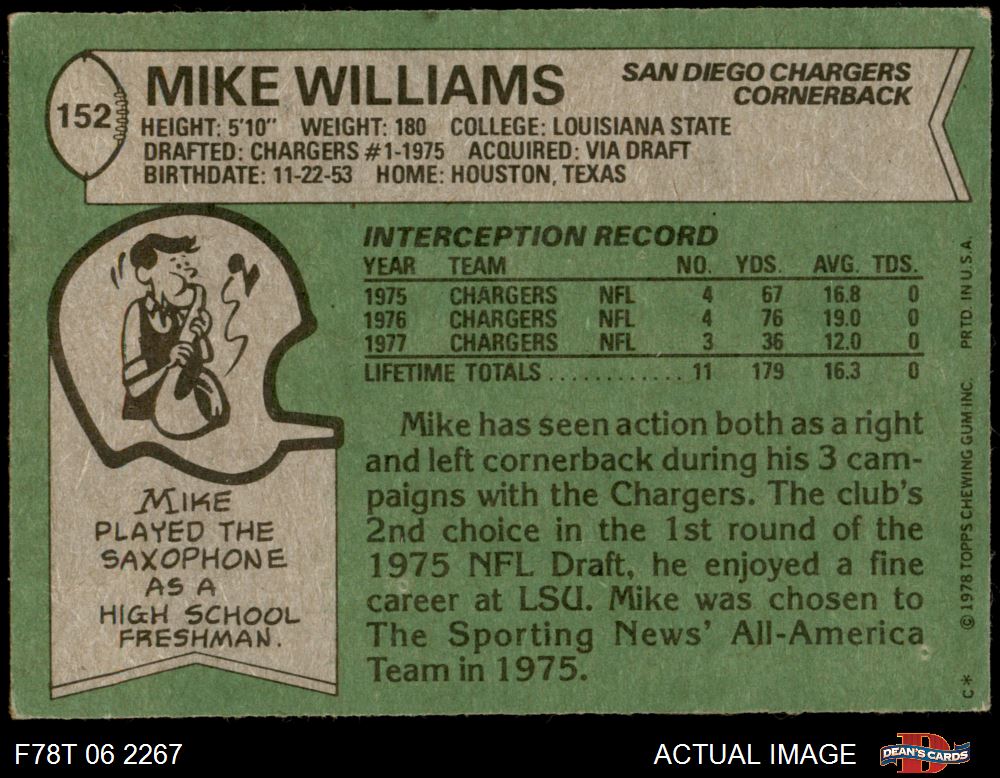 152
MIKE WILLIAMS
SAN DIEGO CHARGERS
CORNERBACK
HEIGHT: 5'10" WEIGHT: 180 COLLEGE: LOUISIANA STATE
DRAFTED: CHARGERS #1-1975 ACQUIRED: VIA DRAFT
BIRTHDATE: 11-22-53 HOME: HOUSTON, TEXAS
MIKE
PLAYED THE
SAXOPHONE
AS A
HIGH SCHOOL
FRESHMAN.
INTERCEPTION RECORD
YEAR TEAM NO. YDS. AVG. TDS.
1975 CHARGERS NFL 4 67 16.8 0
1976 CHARGERS NFL 4 76 19.0 0
1977 CHARGERS NFL 3 36 12.0 0
LIFETIME TOTALS ............ 11 179 16.3 0
Mike has seen action both as a right
and left cornerback during his 3 cam-
paigns with the Chargers. The club's
2nd choice in the 1st round of the
1975 NFL Draft, he enjoyed a fine
career at LSU. Mike was chosen to
The Sporting News' All-America
Team in 1975.
C* © 1978 TOPPS CHEWING GUM INC. PRTD. IN U.S.A.
F78T 06 2267
ACTUAL IMAGE
D
DEAN'S CARDS